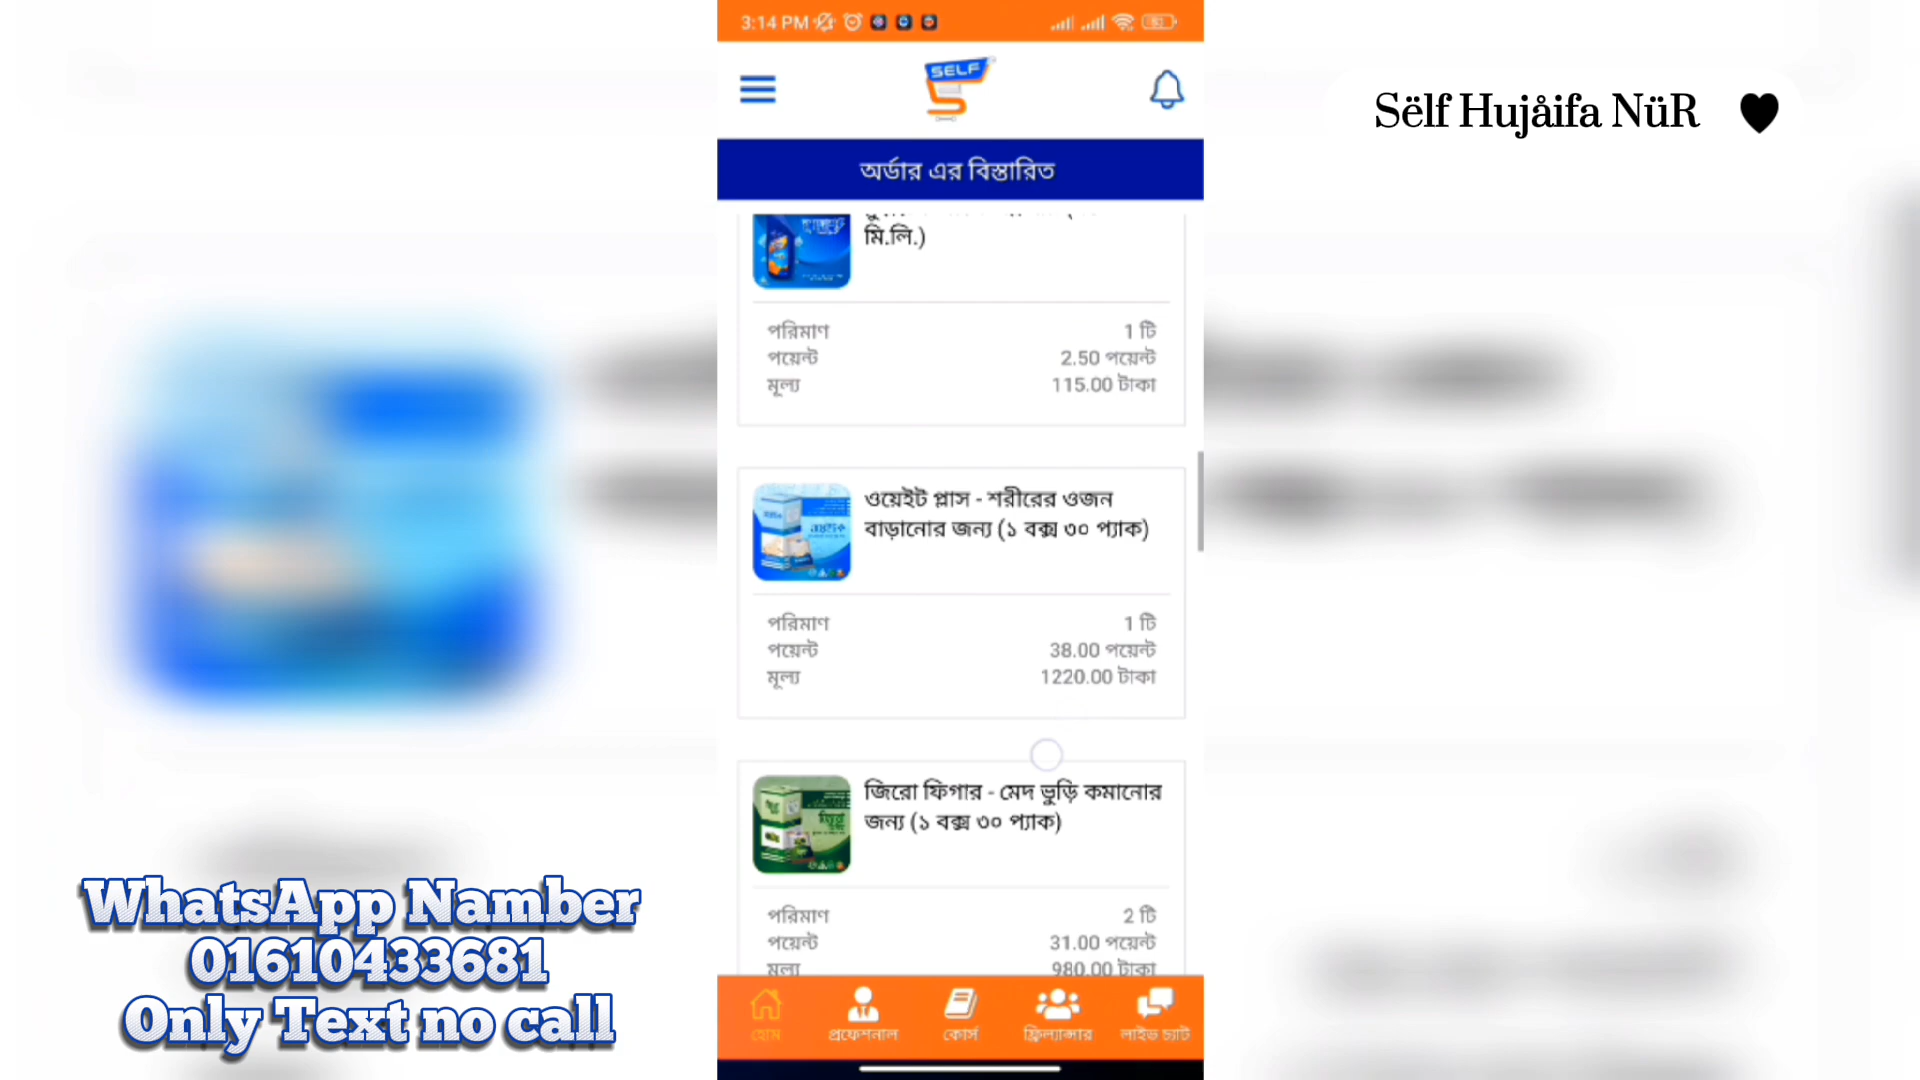 3:14 PM
SELF
Sëlf Hujåifa NüR ♥
অর্ডার এর বিস্তারিত
মি.লি.)
পরিমাণ 1 টি
পয়েন্ট 2.50 পয়েন্ট
মূল্য 115.00 টাকা
ওয়েইট প্লাস - শরীরের ওজন
বাড়ানোর জন্য (১ বক্স ৩০ প্যাক)
পরিমাণ 1 টি
পয়েন্ট 38.00 পয়েন্ট
মূল্য 1220.00 টাকা
জিরো ফিগার - মেদ ভুড়ি কমানোর
জন্য (১ বক্স ৩০ প্যাক)
পরিমাণ 2 টি
পয়েন্ট 31.00 পয়েন্ট
মূল্য 980.00 টাকা
হোম প্রফেশনাল কোর্স ফ্রিল্যান্সার লাইভ চ্যাট
WhatsApp Namber
01610433681
Only Text no call